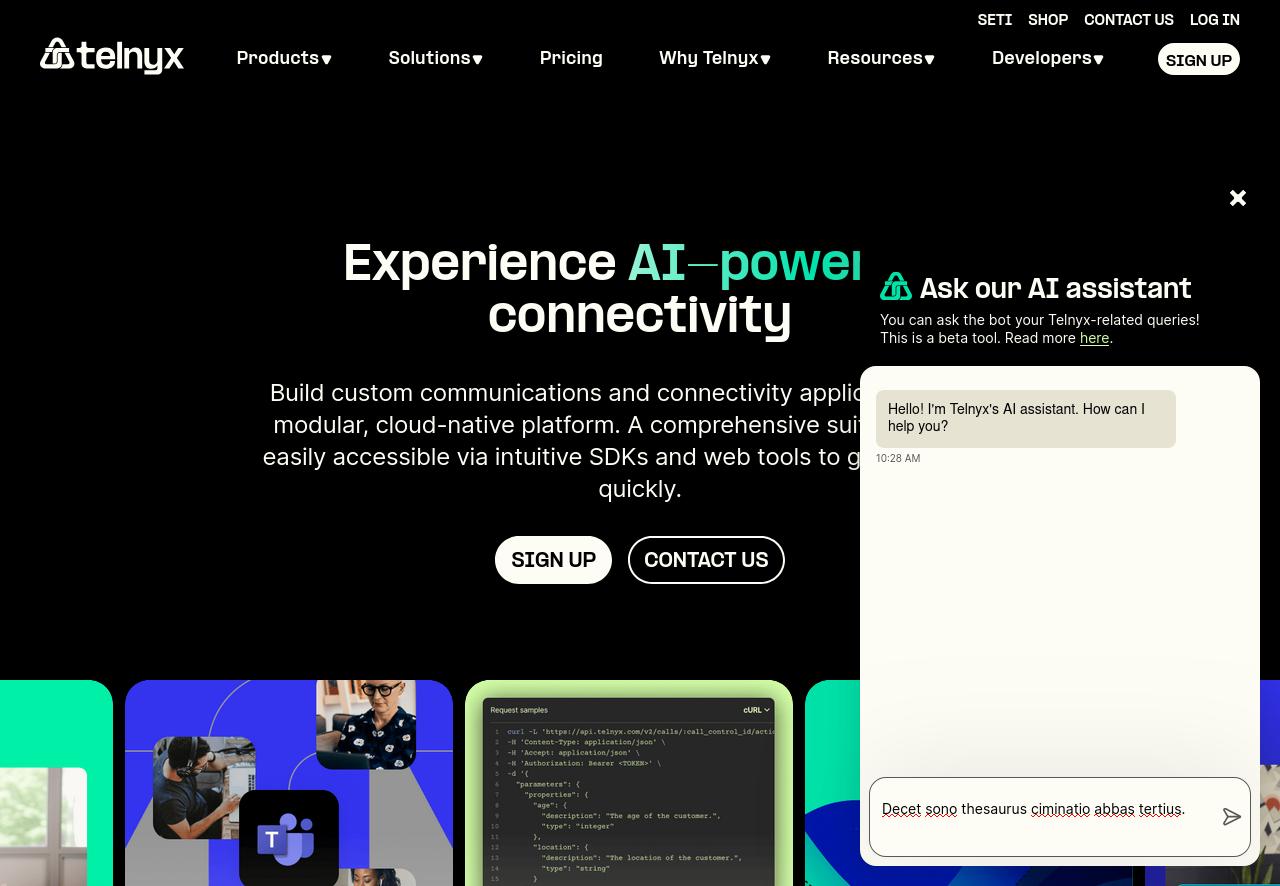 SETI SHOP CONTACT US LOG IN
telnyx Products Solutions Pricing Why Telnyx Resources Developers SIGN UP
Experience AI-power
connectivity
Build custom communications and connectivity applic
modular, cloud-native platform. A comprehensive suit
easily accessible via intuitive SDKs and web tools to g
quickly.
SIGN UP CONTACT US
Ask our AI assistant
You can ask the bot your Telnyx-related queries!
This is a beta tool. Read more here.
Hello! I'm Telnyx's AI assistant. How can I
help you?
10:28 AM
Decet sono thesaurus ciminatio abbas tertius.
T
Request samples cURL
1 curl -L 'https://api.telnyx.com/v2/calls/:call_control_id/actio
2 -H 'Content-Type: application/json' \
3 -H 'Accept: application/json' \
4 -H 'Authorization: Bearer <TOKEN>' \
5 -d '{
6 "parameters": {
7 "properties": {
8 "age": {
9 "description": "The age of the customer.",
10 "type": "integer"
11 },
12 "location": {
13 "description": "The location of the customer.",
14 "type": "string"
15 }